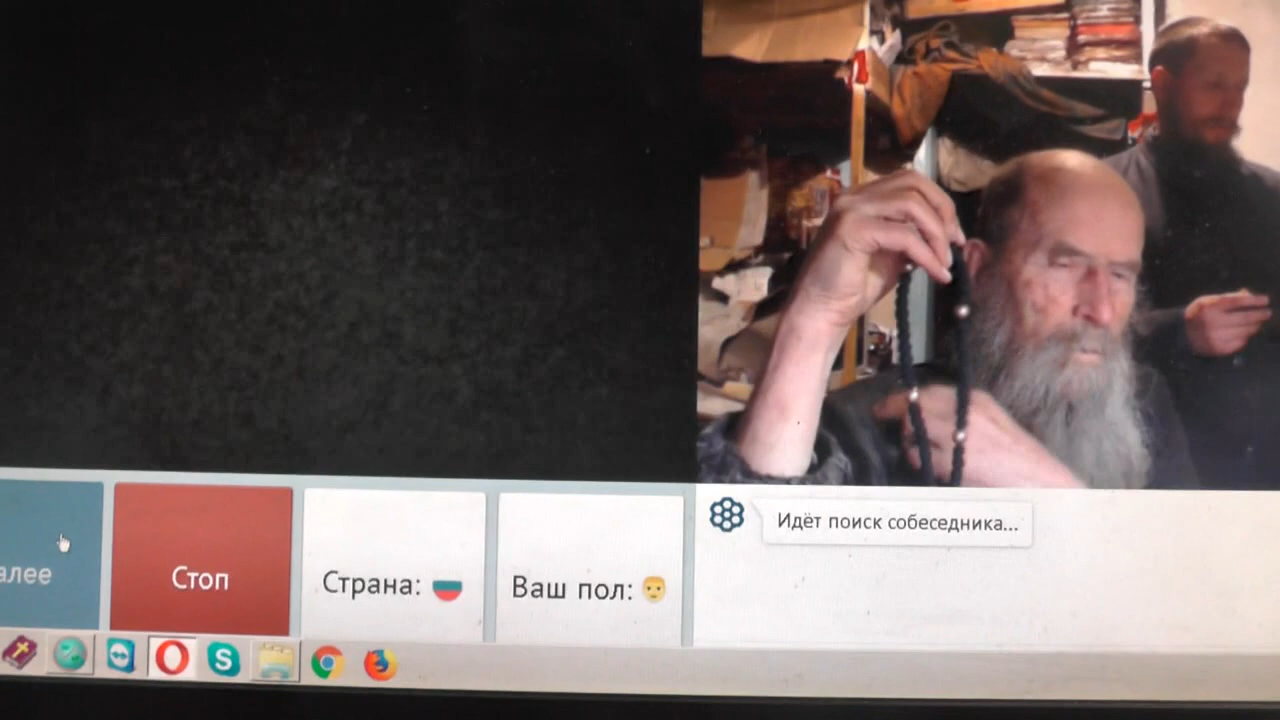 алее
Стоп
Страна:
Ваш пол:
Идёт поиск собеседника...
S